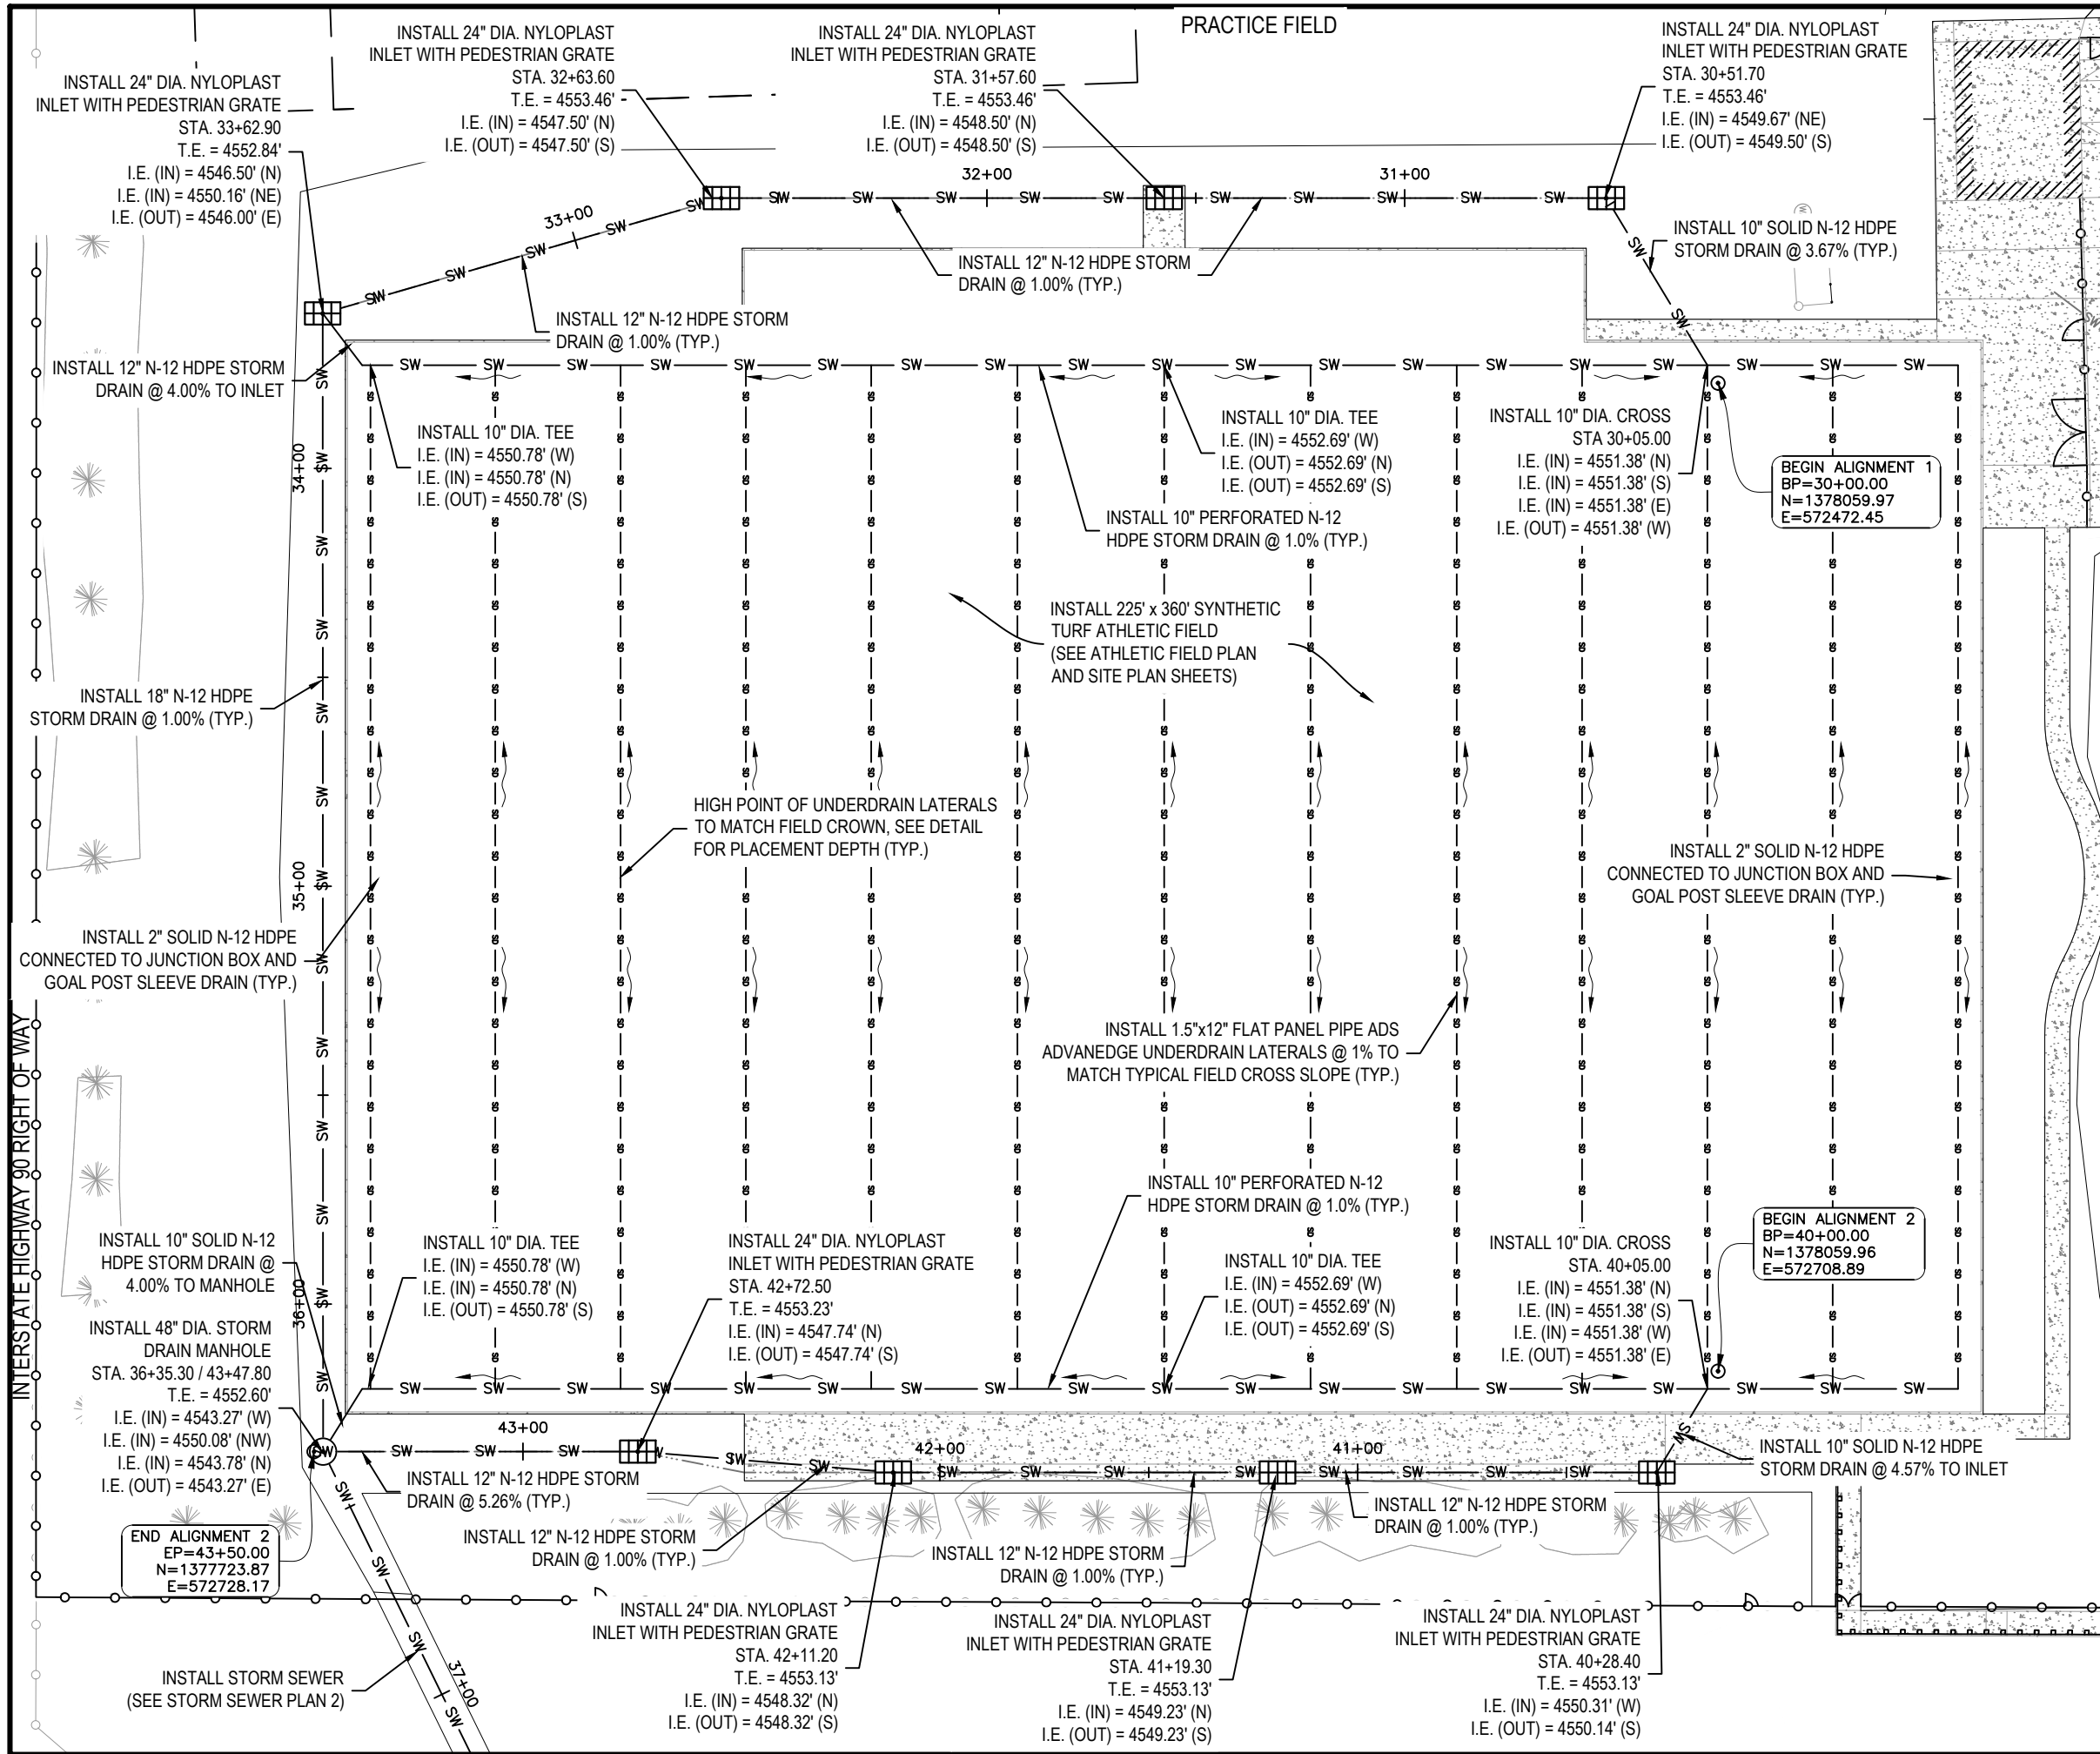 PRACTICE FIELD
INSTALL 24" DIA. NYLOPLAST
INLET WITH PEDESTRIAN GRATE
STA. 33+62.90
T.E. = 4552.84'
I.E. (IN) = 4546.50' (N)
I.E. (IN) = 4550.16' (NE)
I.E. (OUT) = 4546.00' (E)
INSTALL 24" DIA. NYLOPLAST
INLET WITH PEDESTRIAN GRATE
STA. 32+63.60
T.E. = 4553.46'
I.E. (IN) = 4547.50' (N)
I.E. (OUT) = 4547.50' (S)
INSTALL 24" DIA. NYLOPLAST
INLET WITH PEDESTRIAN GRATE
STA. 31+57.60
T.E. = 4553.46'
I.E. (IN) = 4548.50' (N)
I.E. (OUT) = 4548.50' (S)
INSTALL 24" DIA. NYLOPLAST
INLET WITH PEDESTRIAN GRATE
STA. 30+51.70
T.E. = 4553.46'
I.E. (IN) = 4549.67' (NE)
I.E. (OUT) = 4549.50' (S)
33+00
32+00
31+00
INSTALL 10" SOLID N-12 HDPE
STORM DRAIN @ 3.67% (TYP.)
INSTALL 12" N-12 HDPE STORM
DRAIN @ 1.00% (TYP.)
INSTALL 12" N-12 HDPE STORM
DRAIN @ 1.00% (TYP.)
INSTALL 12" N-12 HDPE STORM
DRAIN @ 4.00% TO INLET
INSTALL 10" DIA. TEE
I.E. (IN) = 4550.78' (W)
I.E. (IN) = 4550.78' (N)
I.E. (OUT) = 4550.78' (S)
INSTALL 10" DIA. TEE
I.E. (IN) = 4552.69' (W)
I.E. (OUT) = 4552.69' (N)
I.E. (OUT) = 4552.69' (S)
INSTALL 10" DIA. CROSS
STA 30+05.00
I.E. (IN) = 4551.38' (N)
I.E. (IN) = 4551.38' (S)
I.E. (IN) = 4551.38' (E)
I.E. (OUT) = 4551.38' (W)
BEGIN ALIGNMENT 1
BP=30+00.00
N=1378059.97
E=572472.45
34+00
INSTALL 10" PERFORATED N-12
HDPE STORM DRAIN @ 1.0% (TYP.)
INSTALL 225' x 360' SYNTHETIC
TURF ATHLETIC FIELD
(SEE ATHLETIC FIELD PLAN
AND SITE PLAN SHEETS)
INSTALL 18" N-12 HDPE
STORM DRAIN @ 1.00% (TYP.)
HIGH POINT OF UNDERDRAIN LATERALS
TO MATCH FIELD CROWN, SEE DETAIL
FOR PLACEMENT DEPTH (TYP.)
INSTALL 2" SOLID N-12 HDPE
CONNECTED TO JUNCTION BOX AND
GOAL POST SLEEVE DRAIN (TYP.)
35+00
INSTALL 2" SOLID N-12 HDPE
CONNECTED TO JUNCTION BOX AND
GOAL POST SLEEVE DRAIN (TYP.)
INTERSTATE HIGHWAY 90 RIGHT OF WAY
INSTALL 1.5"x12" FLAT PANEL PIPE ADS
ADVANEDGE UNDERDRAIN LATERALS @ 1% TO
MATCH TYPICAL FIELD CROSS SLOPE (TYP.)
INSTALL 10" PERFORATED N-12
HDPE STORM DRAIN @ 1.0% (TYP.)
INSTALL 10" SOLID N-12
HDPE STORM DRAIN @
4.00% TO MANHOLE
36+00
INSTALL 10" DIA. TEE
I.E. (IN) = 4550.78' (W)
I.E. (IN) = 4550.78' (N)
I.E. (OUT) = 4550.78' (S)
INSTALL 24" DIA. NYLOPLAST
INLET WITH PEDESTRIAN GRATE
STA. 42+72.50
T.E. = 4553.23'
I.E. (IN) = 4547.74' (N)
I.E. (OUT) = 4547.74' (S)
INSTALL 10" DIA. TEE
I.E. (IN) = 4552.69' (W)
I.E. (OUT) = 4552.69' (N)
I.E. (OUT) = 4552.69' (S)
INSTALL 10" DIA. CROSS
STA. 40+05.00
I.E. (IN) = 4551.38' (N)
I.E. (IN) = 4551.38' (S)
I.E. (IN) = 4551.38' (W)
I.E. (OUT) = 4551.38' (E)
BEGIN ALIGNMENT 2
BP=40+00.00
N=1378059.96
E=572708.89
INSTALL 48" DIA. STORM
DRAIN MANHOLE
STA. 36+35.30 / 43+47.80
T.E. = 4552.60'
I.E. (IN) = 4543.27' (W)
I.E. (IN) = 4550.08' (NW)
I.E. (IN) = 4543.78' (N)
I.E. (OUT) = 4543.27' (E)
43+00
42+00
41+00
INSTALL 12" N-12 HDPE STORM
DRAIN @ 5.26% (TYP.)
INSTALL 10" SOLID N-12 HDPE
STORM DRAIN @ 4.57% TO INLET
INSTALL 12" N-12 HDPE STORM
DRAIN @ 1.00% (TYP.)
INSTALL 12" N-12 HDPE STORM
DRAIN @ 1.00% (TYP.)
INSTALL 12" N-12 HDPE STORM
DRAIN @ 1.00% (TYP.)
END ALIGNMENT 2
EP=43+50.00
N=1377723.87
E=572728.17
INSTALL 24" DIA. NYLOPLAST
INLET WITH PEDESTRIAN GRATE
STA. 42+11.20
T.E. = 4553.13'
I.E. (IN) = 4548.32' (N)
I.E. (OUT) = 4548.32' (S)
INSTALL 24" DIA. NYLOPLAST
INLET WITH PEDESTRIAN GRATE
STA. 41+19.30
T.E. = 4553.13'
I.E. (IN) = 4549.23' (N)
I.E. (OUT) = 4549.23' (S)
INSTALL 24" DIA. NYLOPLAST
INLET WITH PEDESTRIAN GRATE
STA. 40+28.40
T.E. = 4553.13'
I.E. (IN) = 4550.31' (W)
I.E. (OUT) = 4550.14' (S)
INSTALL STORM SEWER
(SEE STORM SEWER PLAN 2)
37+00